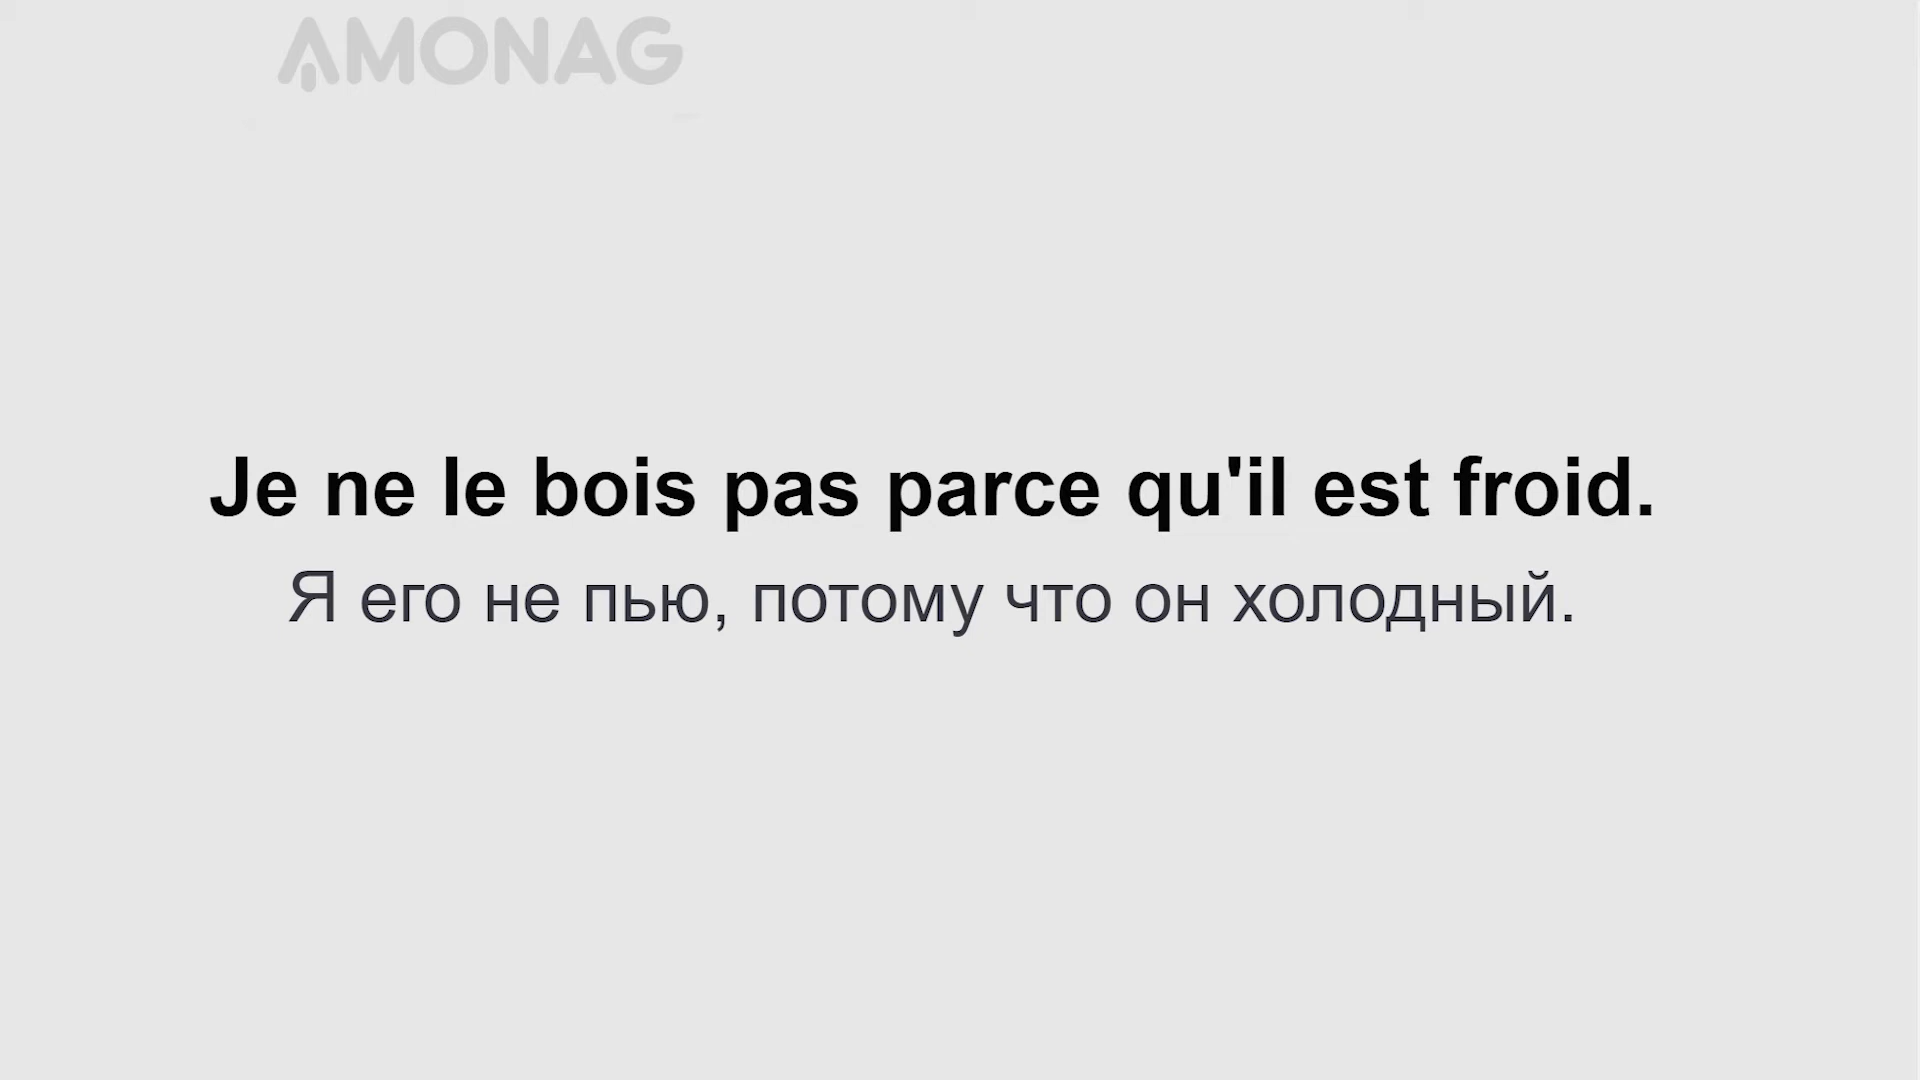 AMONAG
Je ne le bois pas parce qu'il est froid.
Я его не пью, потому что он холодный.